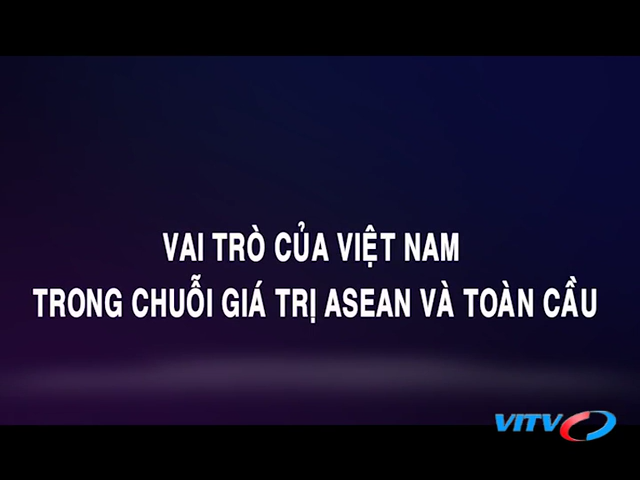 VAI TRÒ CỦA VIỆT NAM
TRONG CHUỖI GIÁ TRỊ ASEAN VÀ TOÀN CẦU
VITV